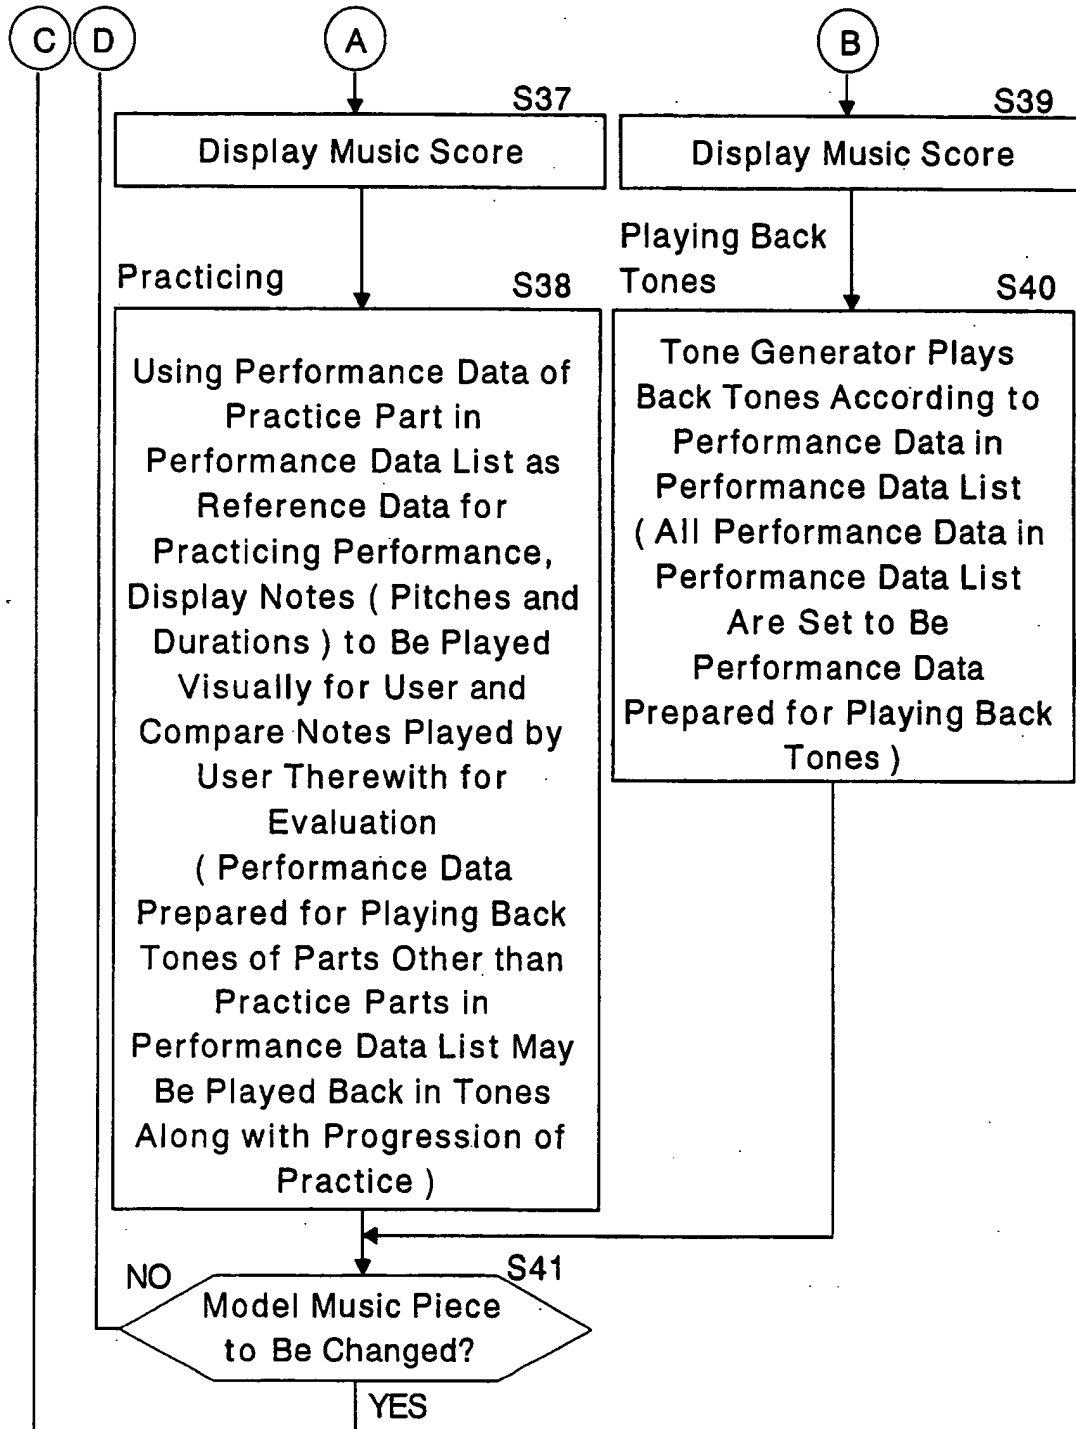 C
D
A
B
S37
Display Music Score
S39
Display Music Score
Practicing
S38
Using Performance Data of
Practice Part in
Performance Data List as
Reference Data for
Practicing Performance,
Display Notes ( Pitches and
Durations ) to Be Played
Visually for User and
Compare Notes Played by
User Therewith for
Evaluation
( Performance Data
Prepared for Playing Back
Tones of Parts Other than
Practice Parts in
Performance Data List May
Be Played Back in Tones
Along with Progression of
Practice )
Playing Back
Tones
S40
Tone Generator Plays
Back Tones According to
Performance Data in
Performance Data List
( All Performance Data in
Performance Data List
Are Set to Be
Performance Data
Prepared for Playing Back
Tones )
NO
S41
Model Music Piece
to Be Changed?
YES